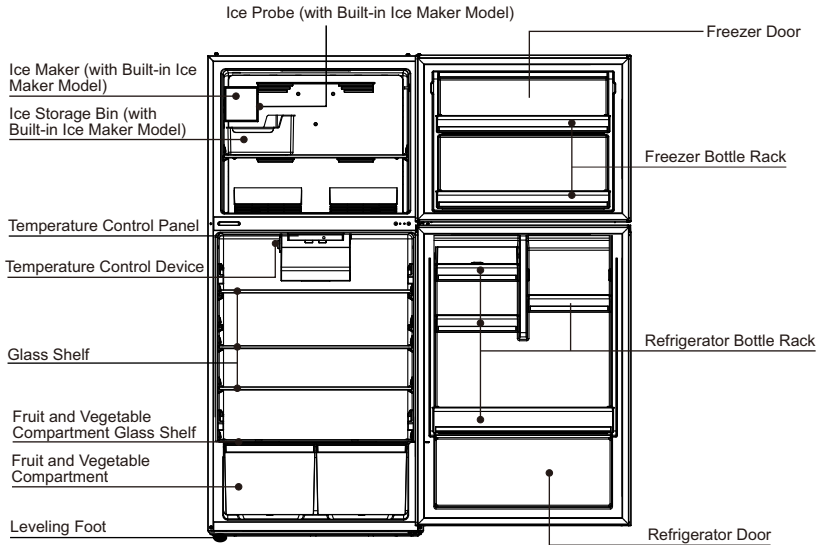 Ice Probe (with Built-in Ice Maker Model)
Freezer Door
Ice Maker (with Built-in Ice
Maker Model)
Ice Storage Bin (with
Built-in Ice Maker Model)
Freezer Bottle Rack
Temperature Control Panel
Temperature Control Device
Glass Shelf
Refrigerator Bottle Rack
Fruit and Vegetable
Compartment Glass Shelf
Fruit and Vegetable
Compartment
Leveling Foot
Refrigerator Door